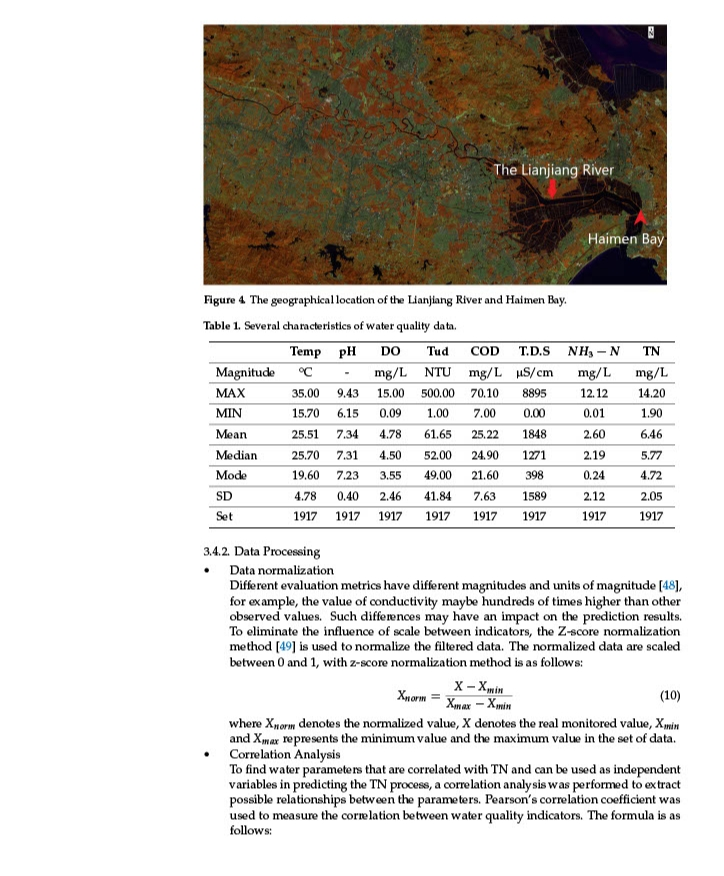 The Lianjiang River
Haimen Bay
Figure 4. The geographical location of the Lianjiang River and Haimen Bay.
Table 1. Several characteristics of water quality data.
Temp pH DO Tud COD T.D.S NH₃ − N TN
Magnitude °C - mg/L NTU mg/L µS/cm mg/L mg/L
MAX 35.00 9.43 15.00 500.00 70.10 8895 12.12 14.20
MIN 15.70 6.15 0.09 1.00 7.00 0.00 0.01 1.90
Mean 25.51 7.34 4.78 61.65 25.22 1848 2.60 6.46
Median 25.70 7.31 4.50 52.00 24.90 1271 2.19 5.77
Mode 19.60 7.23 3.55 49.00 21.60 398 0.24 4.72
SD 4.78 0.40 2.46 41.84 7.63 1589 2.12 2.05
Set 1917 1917 1917 1917 1917 1917 1917 1917
3.4.2. Data Processing
• Data normalization
Different evaluation metrics have different magnitudes and units of magnitude [48],
for example, the value of conductivity maybe hundreds of times higher than other
observed values. Such differences may have an impact on the prediction results.
To eliminate the influence of scale between indicators, the Z-score normalization
method [49] is used to normalize the filtered data. The normalized data are scaled
between 0 and 1, with z-score normalization method is as follows:
Xnorm = (X − Xmin) / (Xmax − Xmin) (10)
where Xnorm denotes the normalized value, X denotes the real monitored value, Xmin
and Xmax represents the minimum value and the maximum value in the set of data.
• Correlation Analysis
To find water parameters that are correlated with TN and can be used as independent
variables in predicting the TN process, a correlation analysis was performed to extract
possible relationships between the parameters. Pearson's correlation coefficient was
used to measure the correlation between water quality indicators. The formula is as
follows: